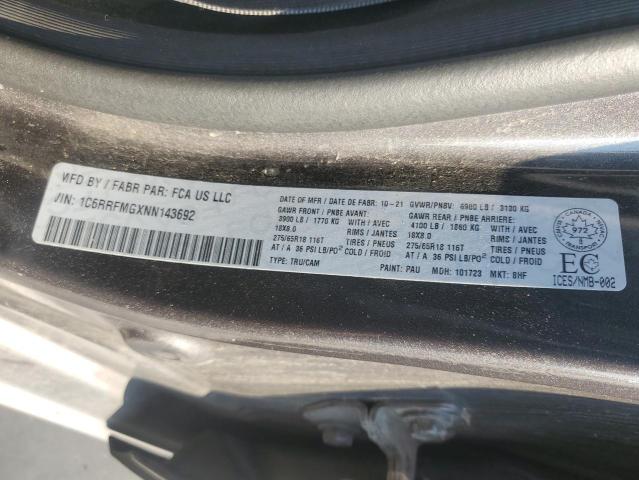 MFD BY / FABR PAR: FCA US LLC
VIN: 1C6RRFMGXNN143692
DATE OF MFR / DATE DE FABR: 10-21 GVWR/PNBV: 6900 LB / 3130 KG
GAWR FRONT / PNBE AVANT:
3900 LB / 1770 KG WITH / AVEC
18X8.0 RIMS / JANTES
275/65R18 116T TIRES / PNEUS
AT / A 36 PSI LB/PO² COLD / FROID
TYPE: TRU/CAM
GAWR REAR / PNBE ARRIERE:
4100 LB / 1860 KG WITH / AVEC
18X8.0 RIMS / JANTES
275/65R18 116T TIRES / PNEUS
AT / A 36 PSI LB/PO² COLD / FROID
PAINT: PAU MDH: 101723 MKT: BHF
CANADA
972
TRANSPORT
EC
ICES/NMB-002